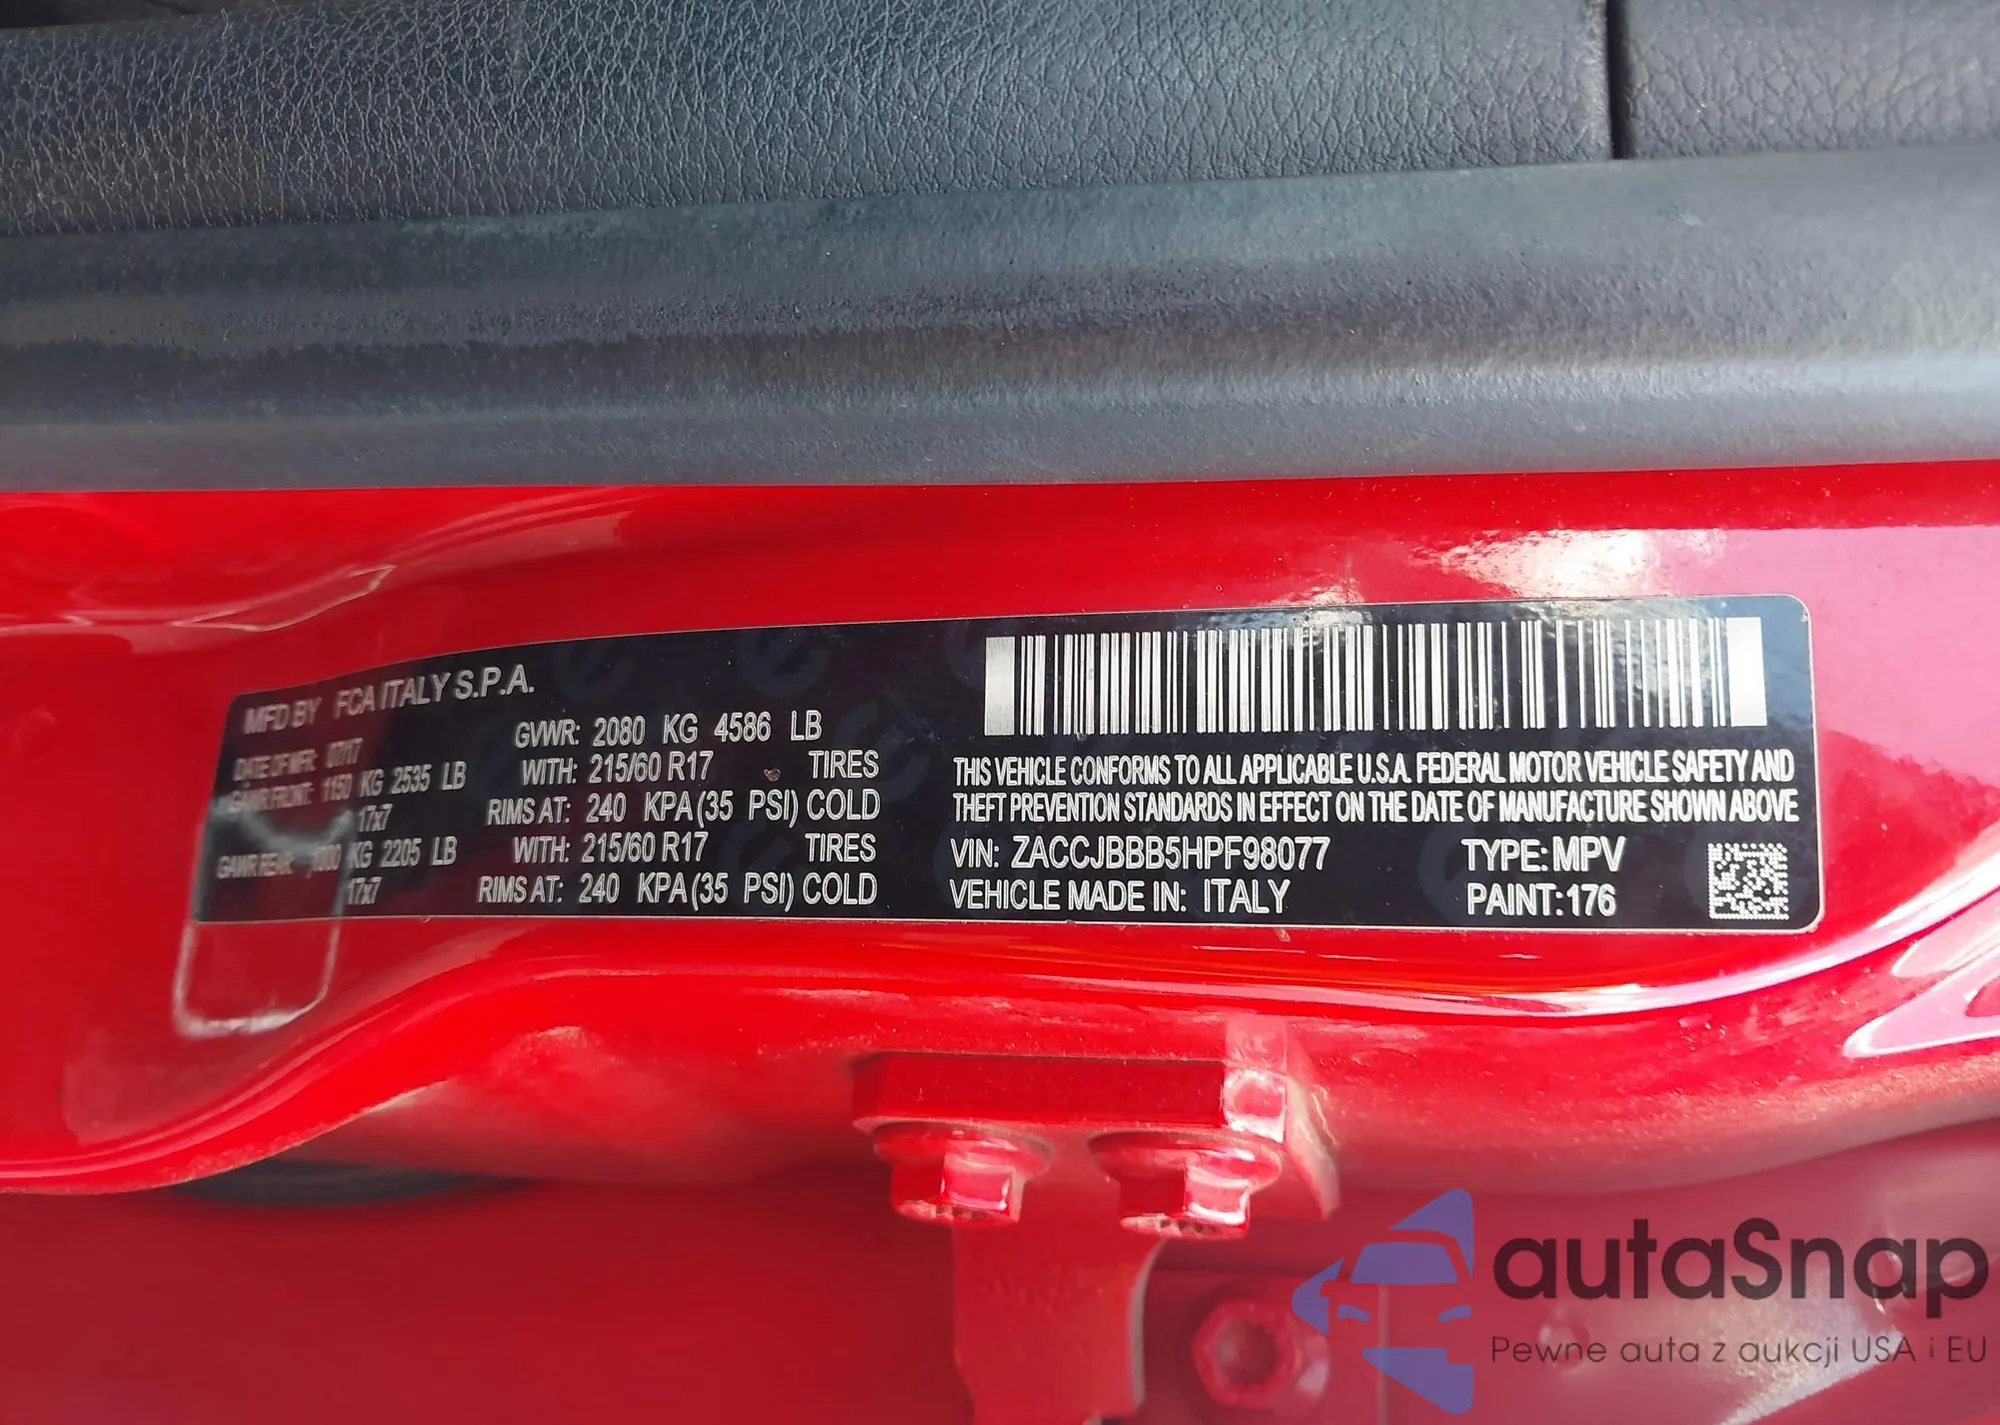 MFD BY FCA ITALY S.P.A.
DATE OF MFR: 07/17 GVWR: 2080 KG 4586 LB
GAWR FRONT: 1150 KG 2535 LB WITH: 215/60 R17 TIRES
17x7 RIMS AT: 240 KPA (35 PSI) COLD
GAWR REAR: 1000 KG 2205 LB WITH: 215/60 R17 TIRES
17x7 RIMS AT: 240 KPA (35 PSI) COLD
THIS VEHICLE CONFORMS TO ALL APPLICABLE U.S.A. FEDERAL MOTOR VEHICLE SAFETY AND
THEFT PREVENTION STANDARDS IN EFFECT ON THE DATE OF MANUFACTURE SHOWN ABOVE
VIN: ZACCJBBB5HPF98077 TYPE: MPV
VEHICLE MADE IN: ITALY PAINT: 176
autaSnap
Pewne auta z aukcji USA i EU